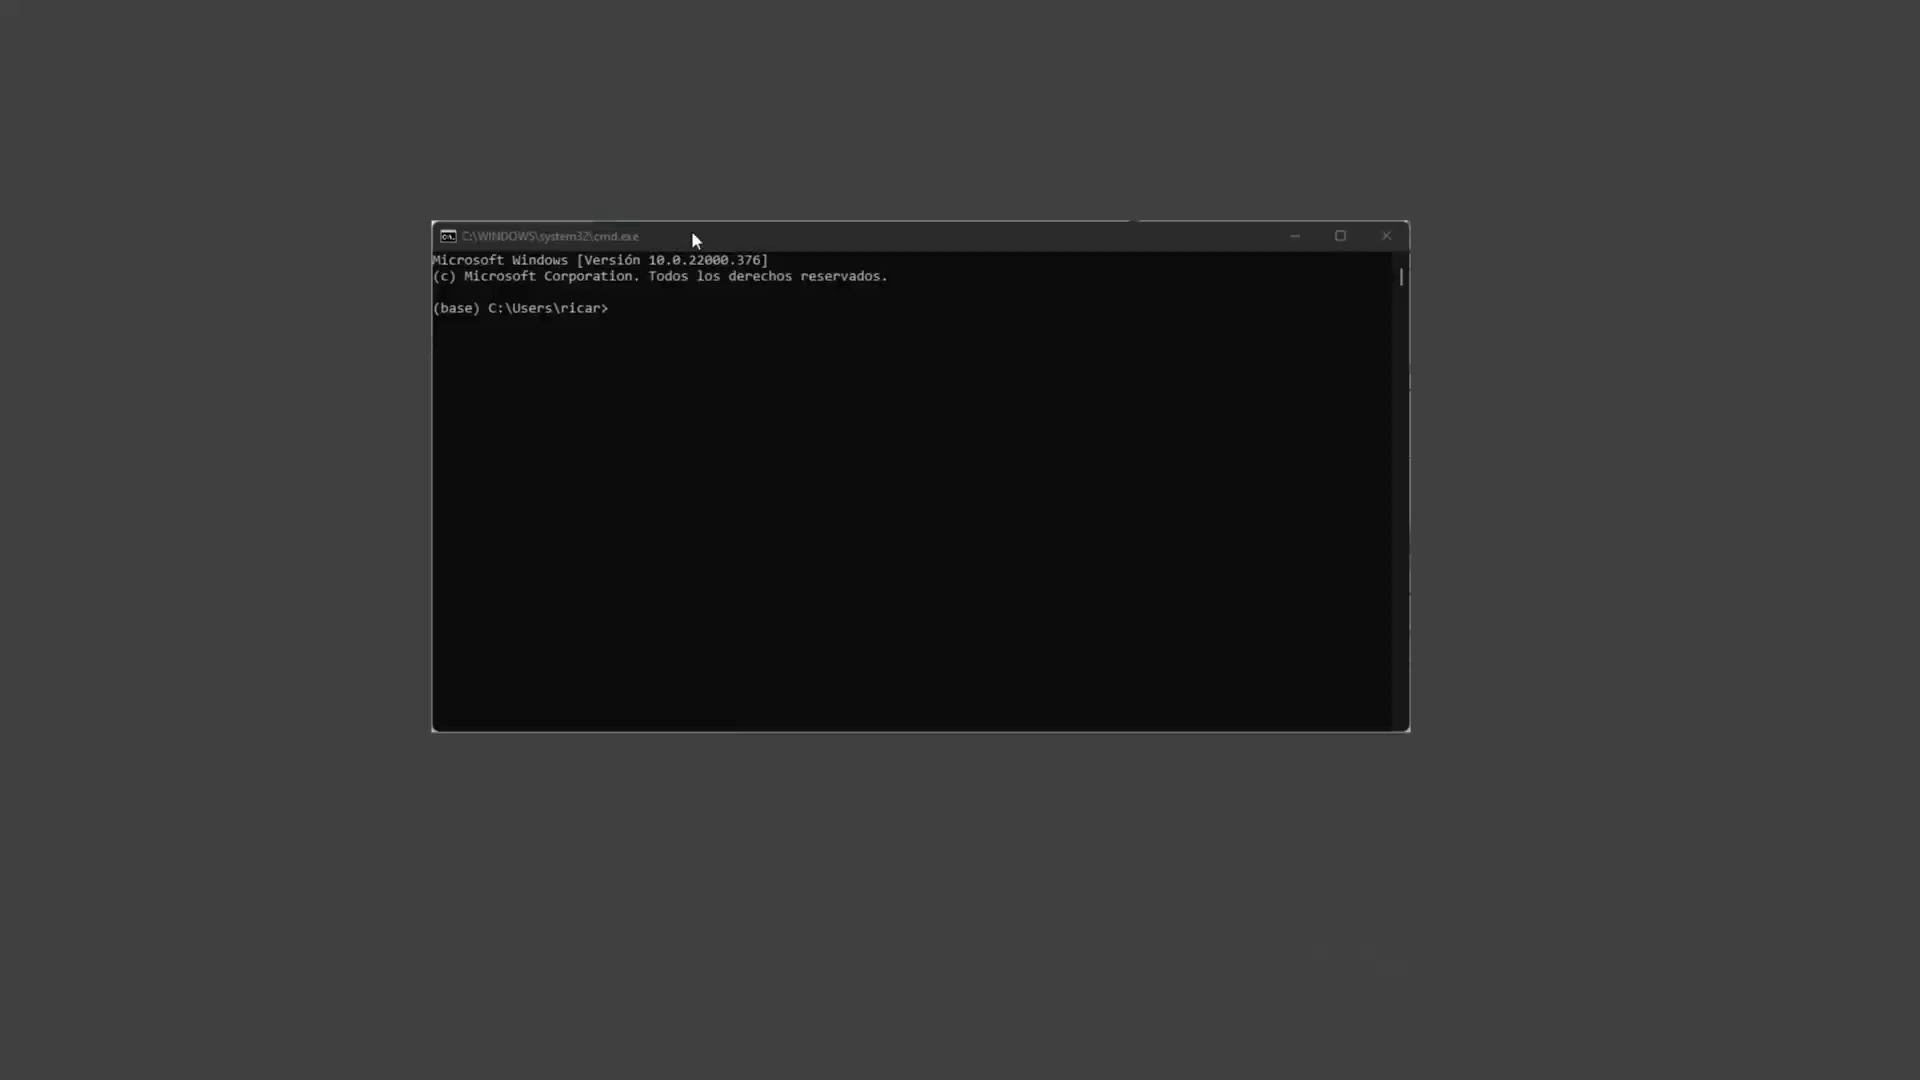 C:\WINDOWS\system32\cmd.exe
Microsoft Windows [Versión 10.0.22000.376]
(c) Microsoft Corporation. Todos los derechos reservados.
(base) C:\Users\ricar>